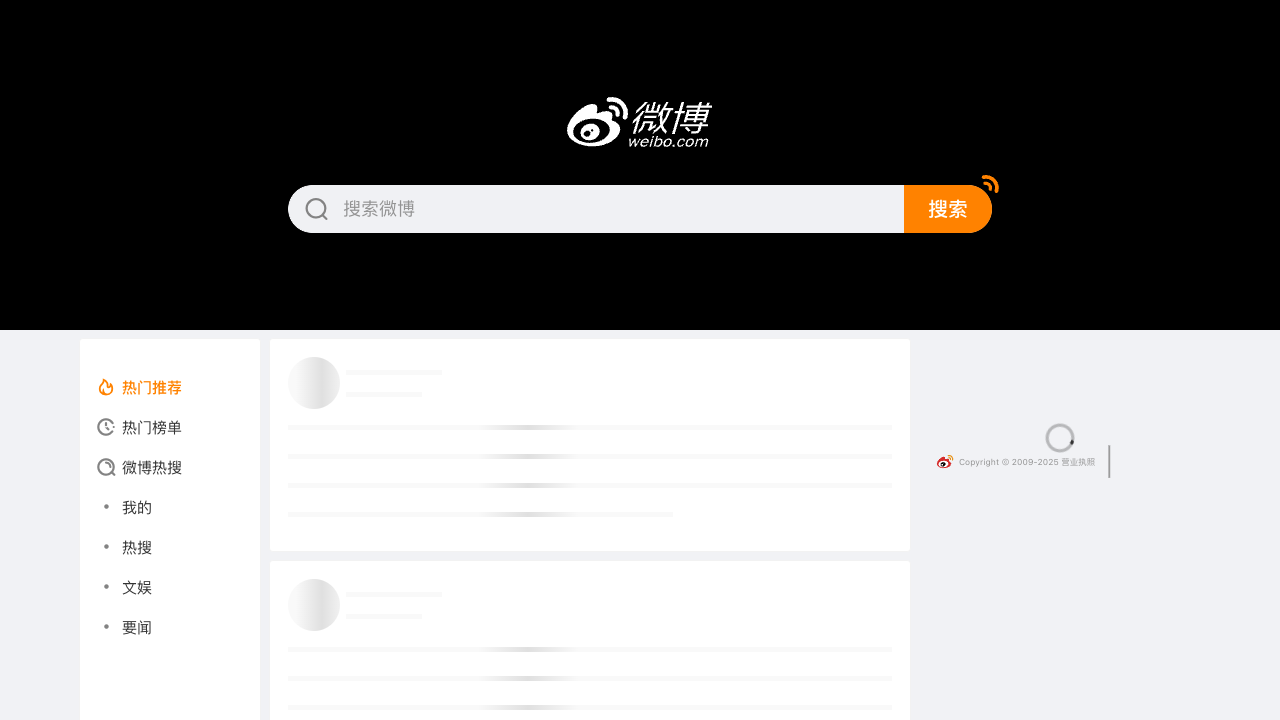 微博
weibo.com
搜索微博
搜索
热门推荐
热门榜单
微博热搜
我的
热搜
文娱
要闻
Copyright © 2009-2025 营业执照